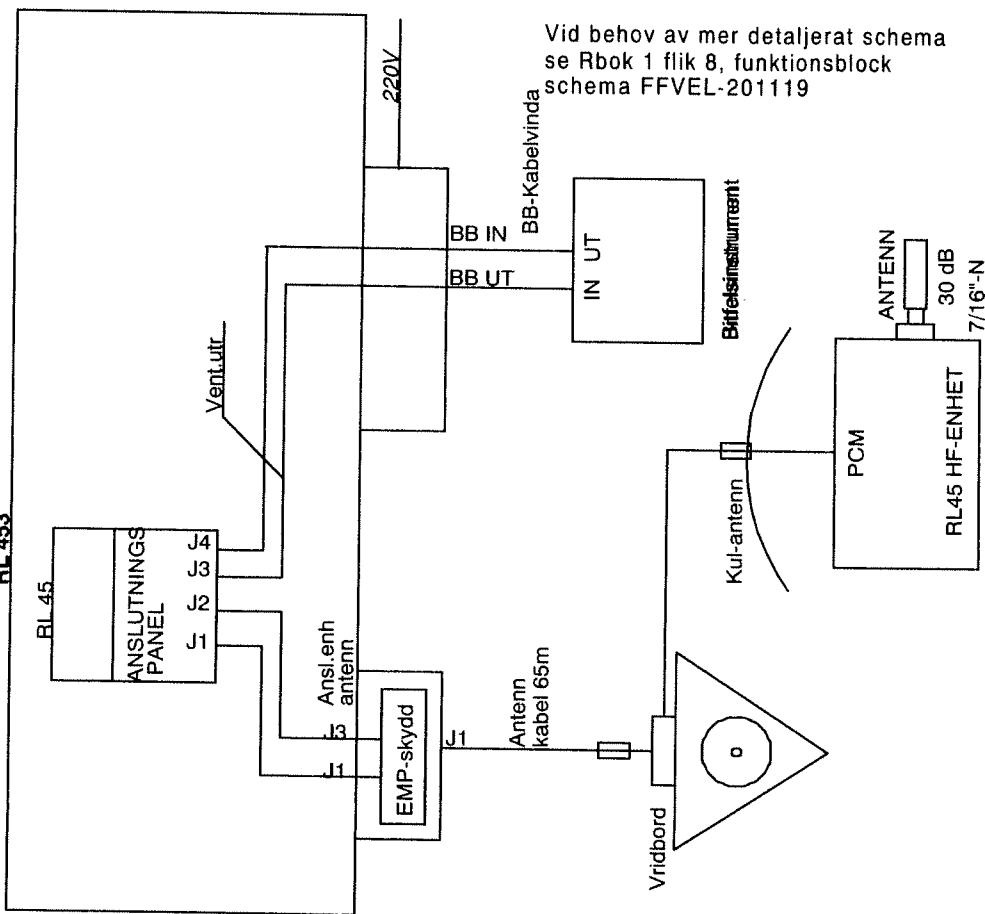 Vid behov av mer detaljerat schema
se Rbok 1 flik 8, funktionsblock
schema FFVEL-201119
RL 453
RL 45
ANSLUTNINGS
PANEL
J1
J2
J3
J4
Vent.utr
220V
BB IN
BB UT
BB-Kabelvinda
IN
UT
Bitfelsinstrument
Ansl.enh
antenn
J1
J3
EMP-skydd
J1
Antenn
kabel 65m
Vridbord
Kul-antenn
PCM
RL45 HF-ENHET
ANTENN
30 dB
7/16"-N